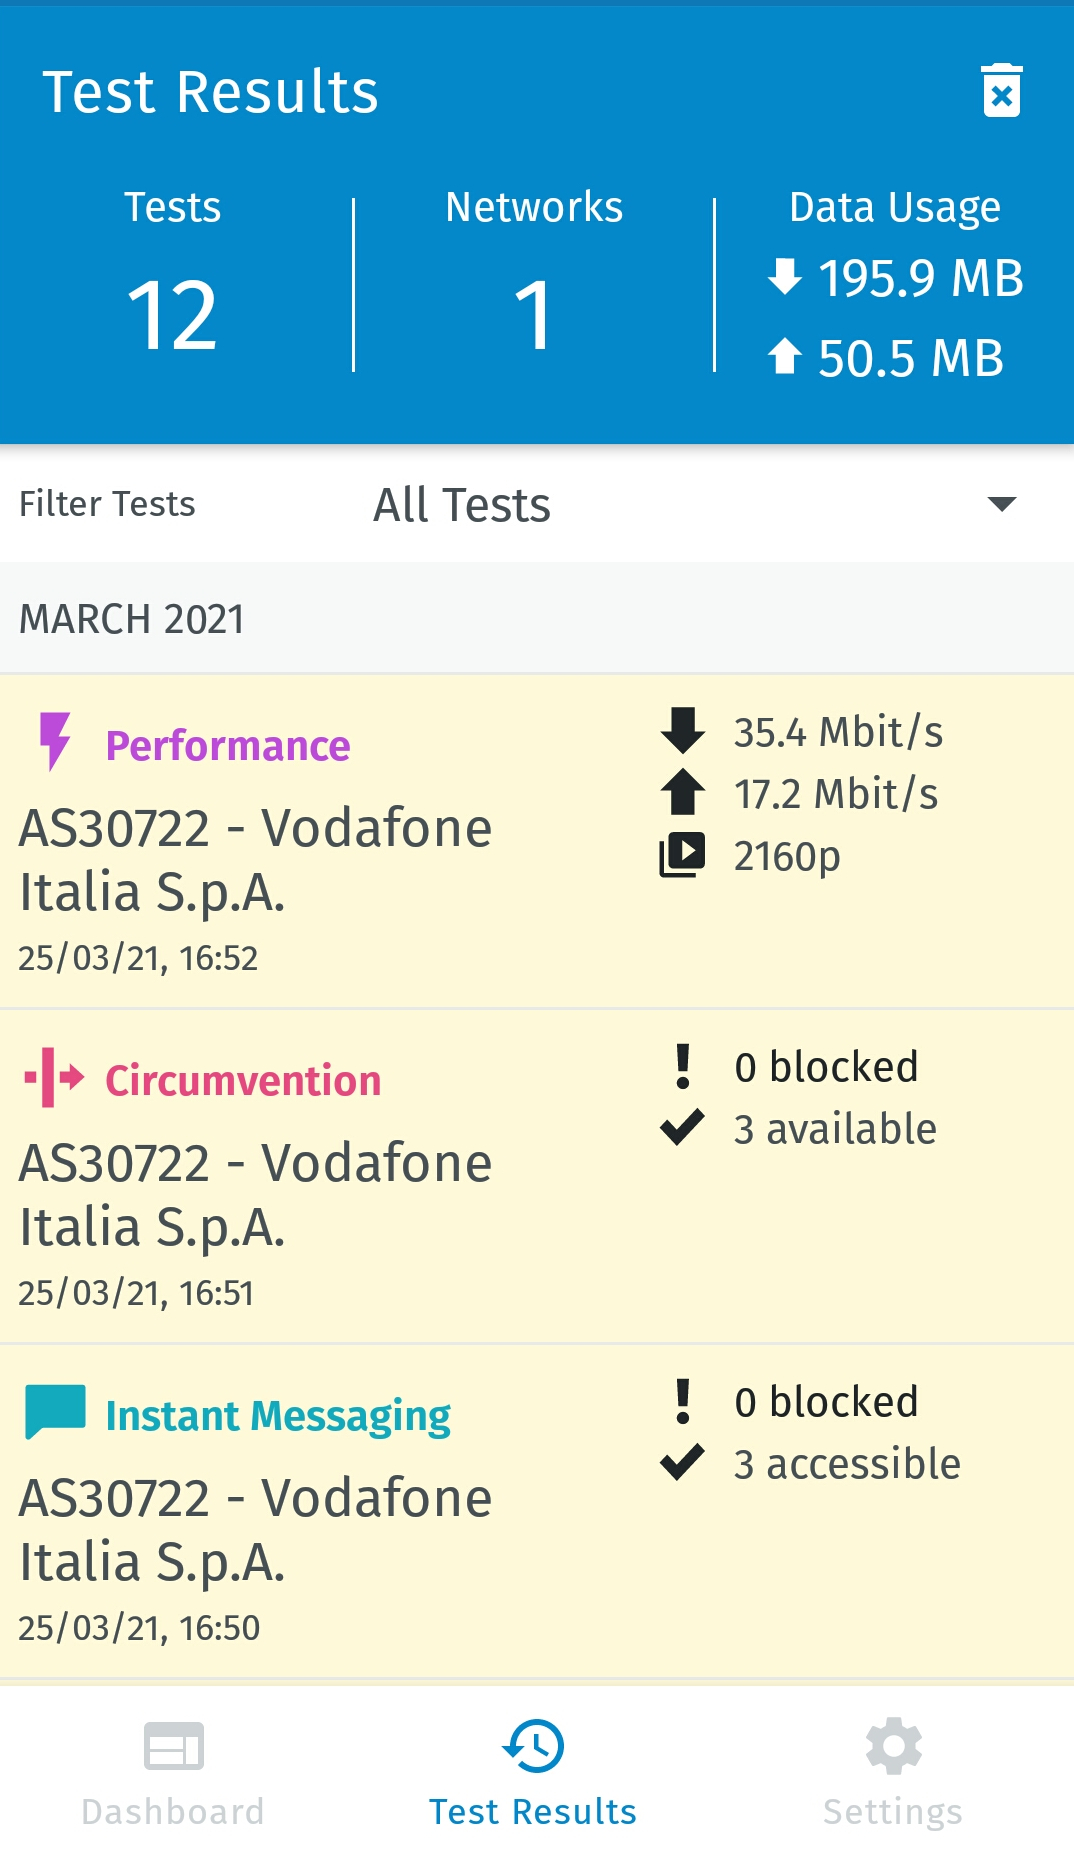 Test Results
Tests
Networks
Data Usage
12
1
195.9 MB
50.5 MB
Filter Tests
All Tests
MARCH 2021
Performance
AS30722 - Vodafone
Italia S.p.A.
25/03/21, 16:52
35.4 Mbit/s
17.2 Mbit/s
2160p
Circumvention
AS30722 - Vodafone
Italia S.p.A.
25/03/21, 16:51
0 blocked
3 available
Instant Messaging
AS30722 - Vodafone
Italia S.p.A.
25/03/21, 16:50
0 blocked
3 accessible
Dashboard
Test Results
Settings